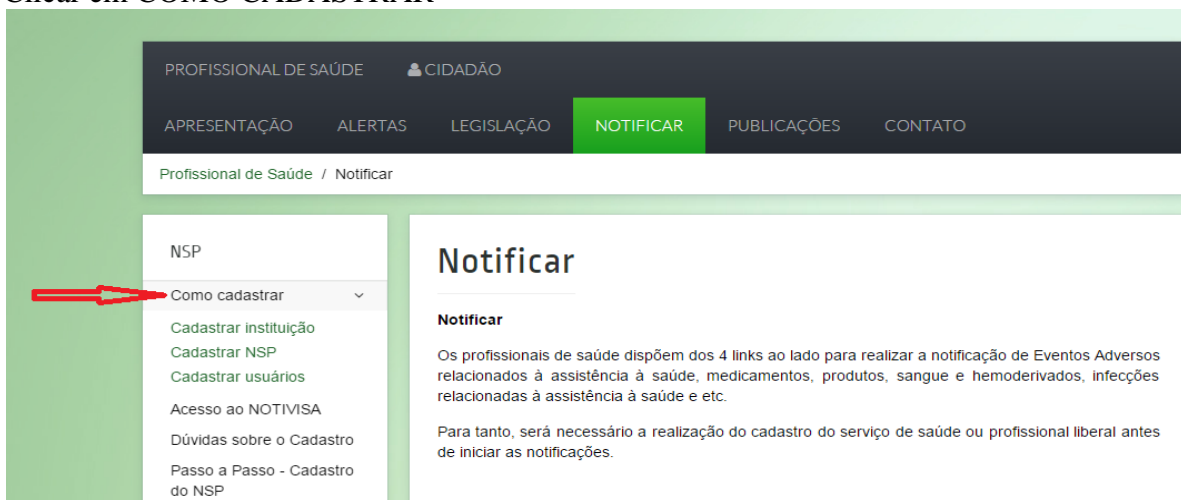 Clicar em COMO CADASTRAR
PROFISSIONAL DE SAÚDE CIDADÃO
APRESENTAÇÃO ALERTAS LEGISLAÇÃO NOTIFICAR PUBLICAÇÕES CONTATO
Profissional de Saúde / Notificar
NSP
Como cadastrar
Cadastrar instituição
Cadastrar NSP
Cadastrar usuários
Acesso ao NOTIVISA
Dúvidas sobre o Cadastro
Passo a Passo - Cadastro
do NSP
Notificar
Notificar
Os profissionais de saúde dispõem dos 4 links ao lado para realizar a notificação de Eventos Adversos
relacionados à assistência à saúde, medicamentos, produtos, sangue e hemoderivados, infecções
relacionadas à assistência à saúde e etc.
Para tanto, será necessário a realização do cadastro do serviço de saúde ou profissional liberal antes
de iniciar as notificações.